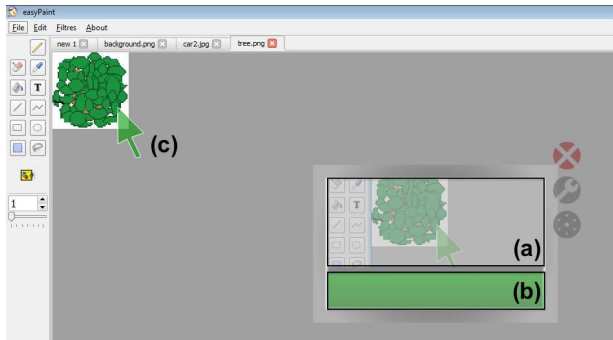 easyPaint
File Edit Filtres About
new 1 background.png car2.jpg tree.png
T
(c)
1
T
(a)
(b)